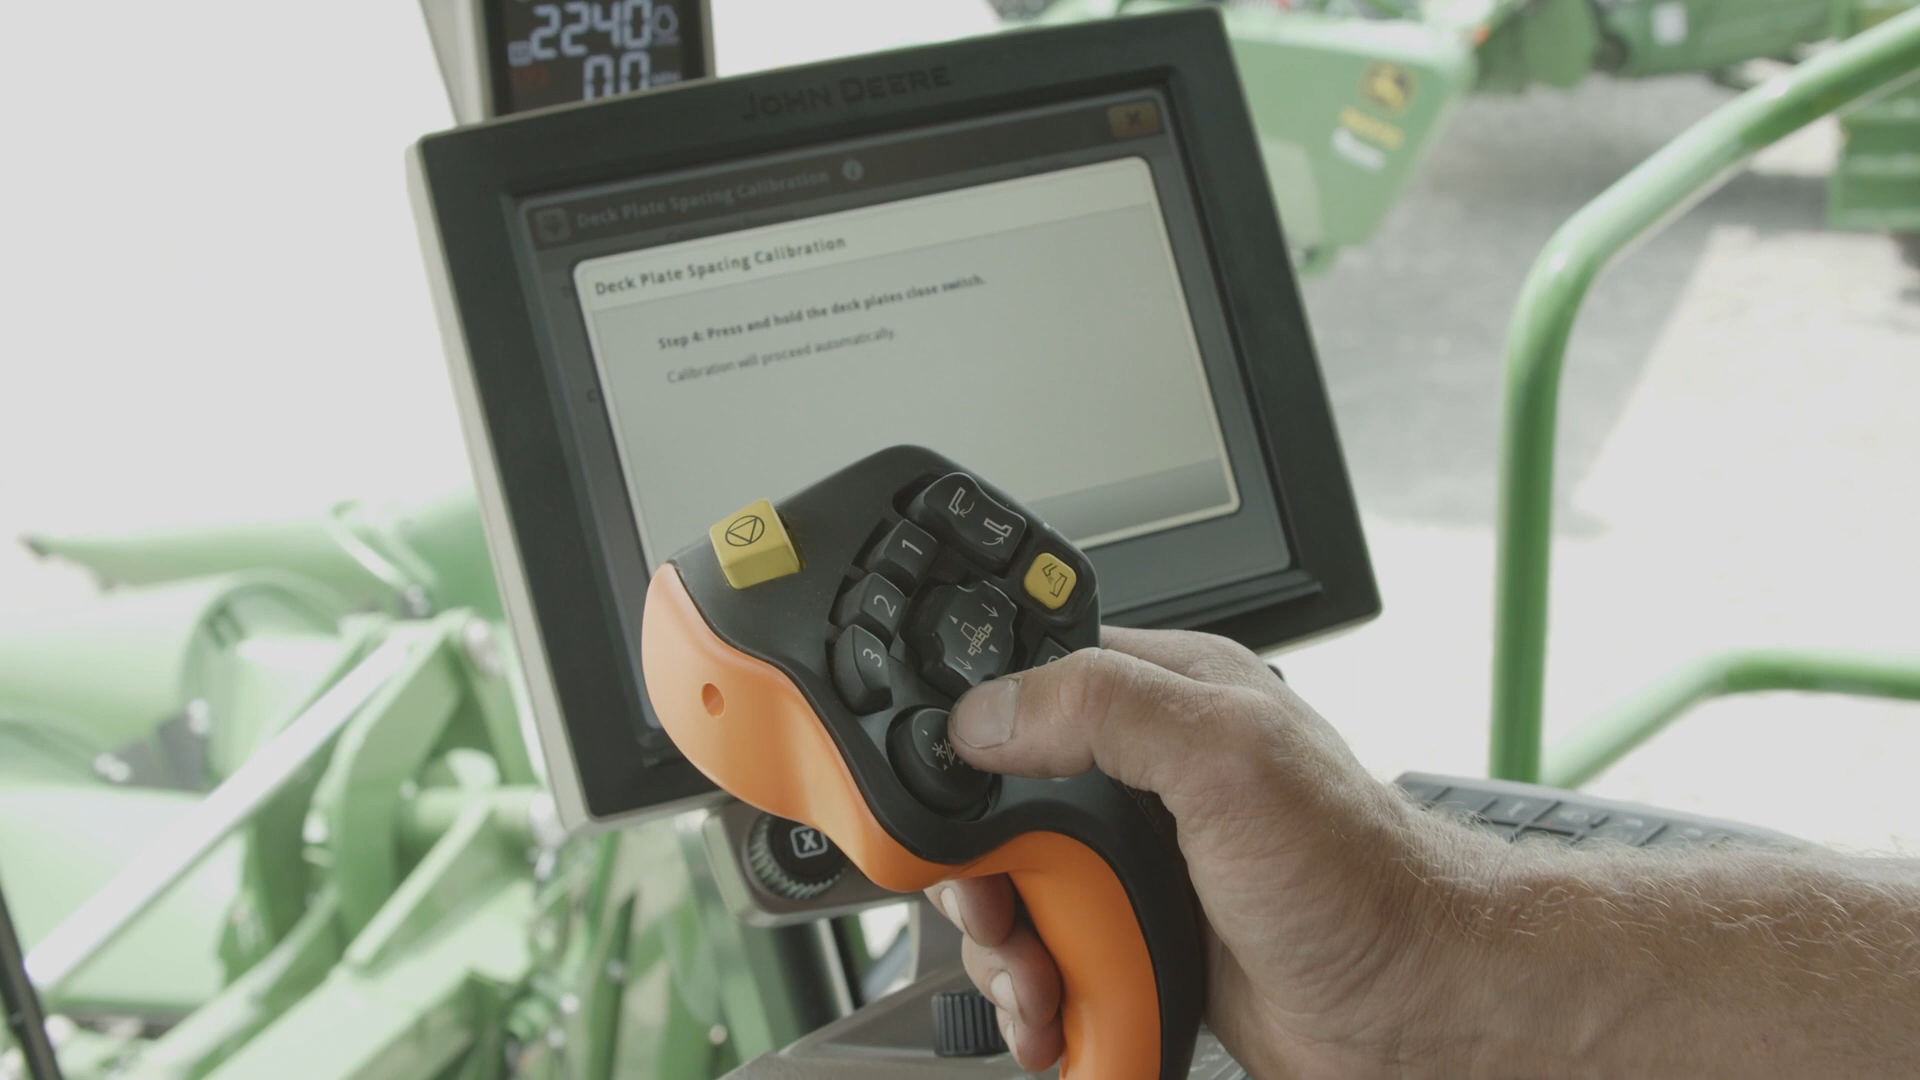 2240
0.0
JOHN DEERE
Deck Plate Spacing Calibration
Deck Plate Spacing Calibration
Step 4: Press and hold the deck plates close switch.
Calibration will proceed automatically.
1
2
3
X